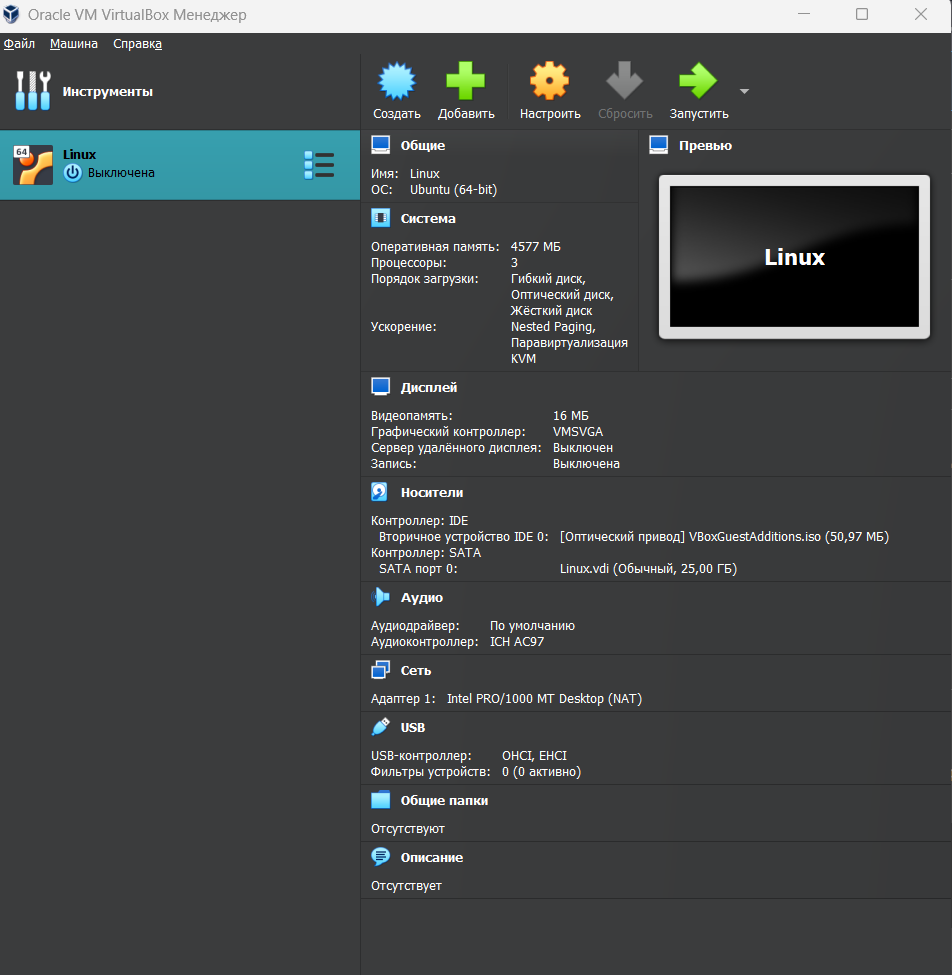 Oracle VM VirtualBox Менеджер
Файл Машина Справка
Инструменты
Создать Добавить Настроить Сбросить Запустить
64
Linux
Выключена
Общие
Имя: Linux
ОС: Ubuntu (64-bit)
Превью
Linux
Система
Оперативная память: 4577 МБ
Процессоры: 3
Порядок загрузки: Гибкий диск,
Оптический диск,
Жёсткий диск
Ускорение: Nested Paging,
Паравиртуализация
KVM
Дисплей
Видеопамять: 16 МБ
Графический контроллер: VMSVGA
Сервер удалённого дисплея: Выключен
Запись: Выключена
Носители
Контроллер: IDE
Вторичное устройство IDE 0: [Оптический привод] VBoxGuestAdditions.iso (50,97 МБ)
Контроллер: SATA
SATA порт 0: Linux.vdi (Обычный, 25,00 ГБ)
Аудио
Аудиодрайвер: По умолчанию
Аудиоконтроллер: ICH AC97
Сеть
Адаптер 1: Intel PRO/1000 MT Desktop (NAT)
USB
USB-контроллер: OHCI, EHCI
Фильтры устройств: 0 (0 активно)
Общие папки
Отсутствуют
Описание
Отсутствует